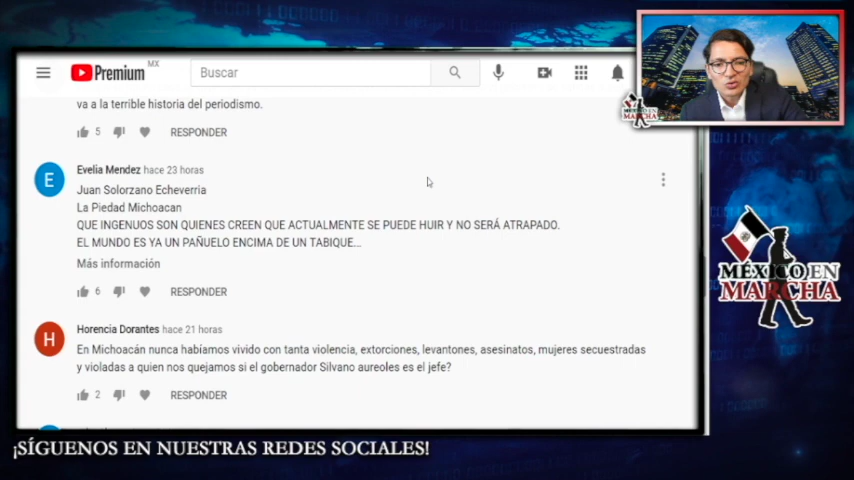 Premium MX
Buscar
va a la terrible historia del periodismo.
5 RESPONDER
E
Evelia Mendez hace 23 horas
Juan Solorzano Echeverria
La Piedad Michoacan
QUE INGENUOS SON QUIENES CREEN QUE ACTUALMENTE SE PUEDE HUIR Y NO SERÁ ATRAPADO.
EL MUNDO ES YA UN PAÑUELO ENCIMA DE UN TABIQUE...
Más información
6 RESPONDER
H
Horencia Dorantes hace 21 horas
En Michoacán nunca habíamos vivido con tanta violencia, extorciones, levantones, asesinatos, mujeres secuestradas
y violadas a quien nos quejamos si el gobernador Silvano aureoles es el jefe?
2 RESPONDER
MÉXICO EN
MARCHA
MÉXICO EN
MARCHA
¡SÍGUENOS EN NUESTRAS REDES SOCIALES!